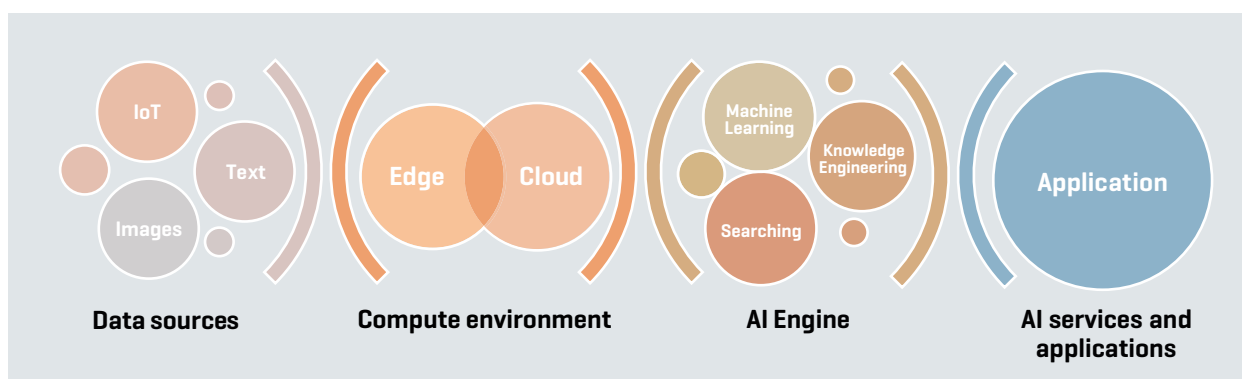 IoT
Text
Images
Data sources
Edge
Cloud
Compute environment
Machine
Learning
Knowledge
Engineering
Searching
AI Engine
Application
AI services and
applications